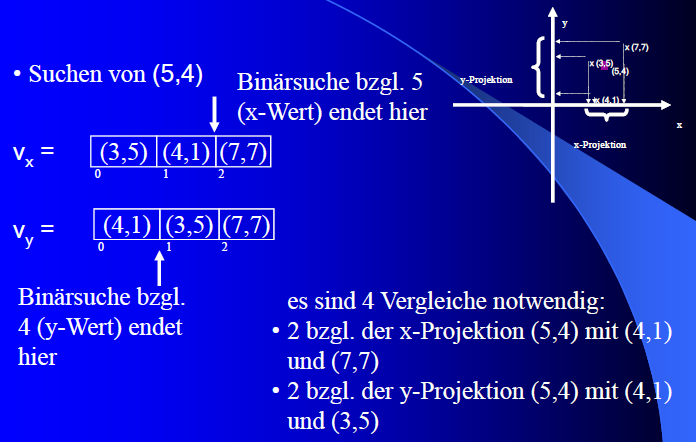 • Suchen von (5,4)
Binärsuche bzgl. 5
(x-Wert) endet hier
vx =
(3,5) (4,1) (7,7)
0 1 2
vy =
(4,1) (3,5) (7,7)
0 1 2
Binärsuche bzgl.
4 (y-Wert) endet
hier
y
x (7,7)
x (3,5)
(5,4)
y-Projektion
x (4,1)
x
x-Projektion
es sind 4 Vergleiche notwendig:
• 2 bzgl. der x-Projektion (5,4) mit (4,1)
und (7,7)
• 2 bzgl. der y-Projektion (5,4) mit (4,1)
und (3,5)